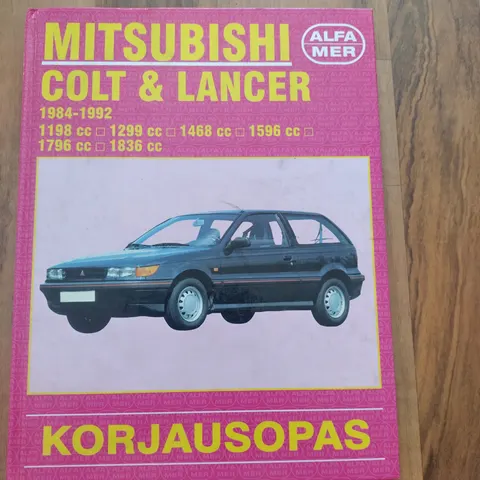 MITSUBISHI
ALFA
MER
COLT & LANCER
1984-1992
1198 cc □ 1299 cc □ 1468 cc □ 1596 cc □
1796 cc □ 1836 cc
KORJAUSOPAS